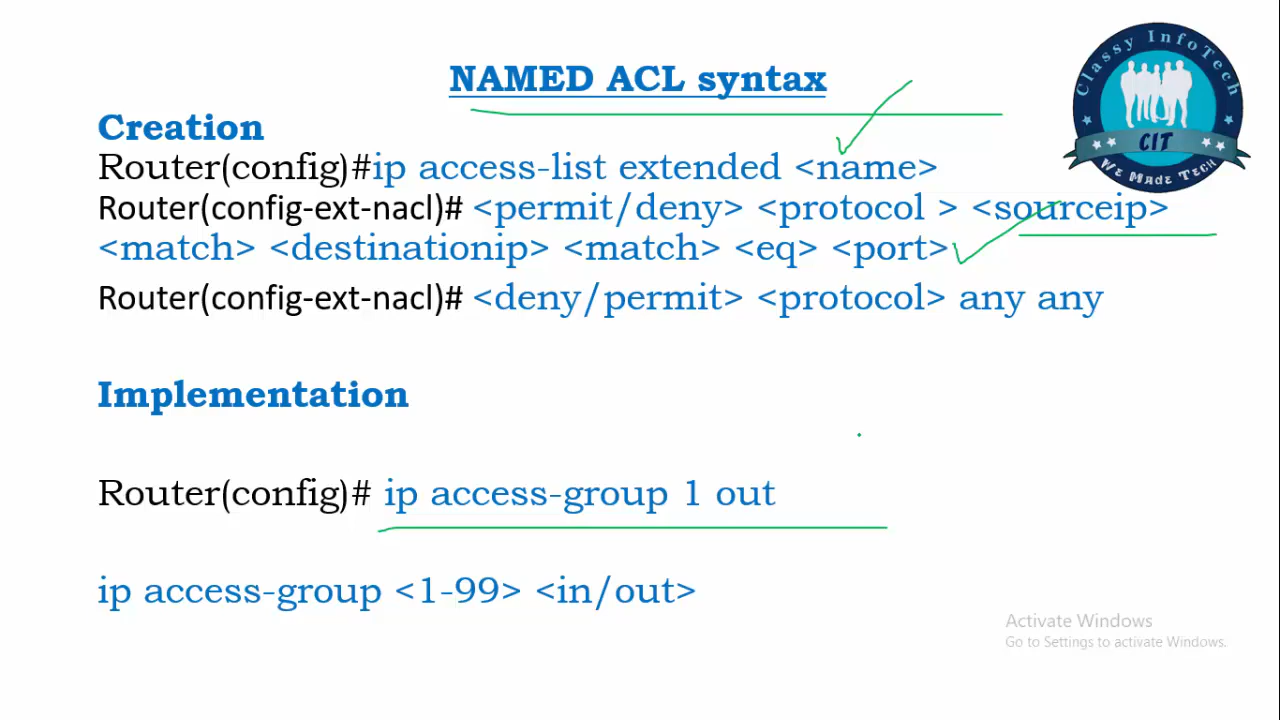 NAMED ACL syntax
Creation
Router(config)#ip access-list extended <name>
Router(config-ext-nacl)# <permit/deny> <protocol > <sourceip>
<match> <destinationip> <match> <eq> <port>
Router(config-ext-nacl)# <deny/permit> <protocol> any any
Implementation
Router(config)# ip access-group 1 out
ip access-group <1-99> <in/out>
Classy InfoTech
CIT
We Made Tech
Activate Windows
Go to Settings to activate Windows.